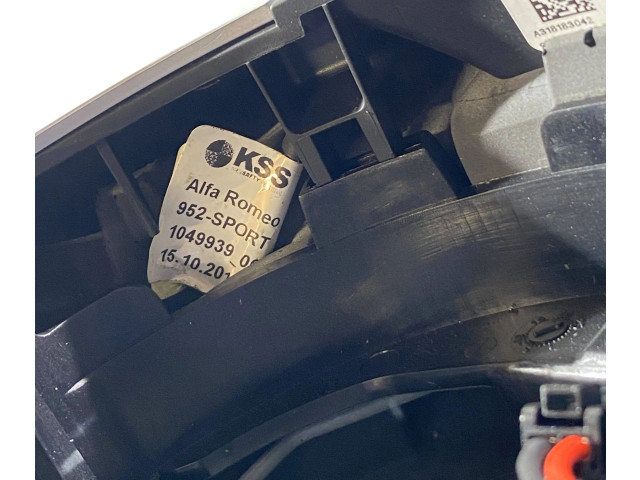 A318183042
KSS
Alfa Romeo
952-SPORT
1049939_0
15.10.201